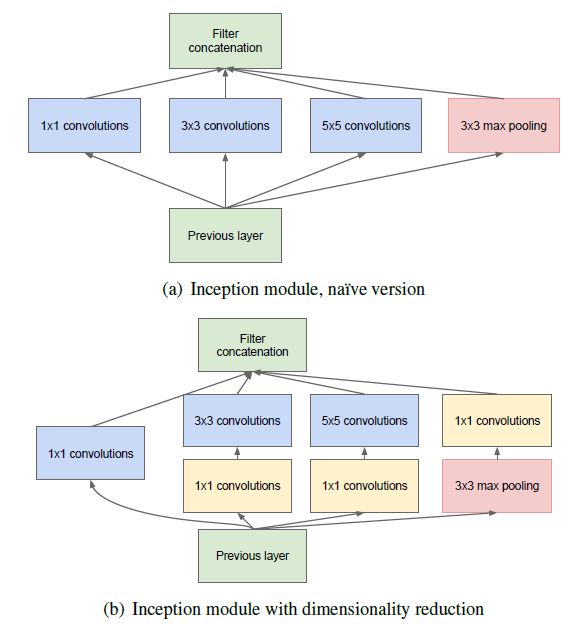 Filter
concatenation
1x1 convolutions
3x3 convolutions
5x5 convolutions
3x3 max pooling
Previous layer
(a) Inception module, naïve version
Filter
concatenation
3x3 convolutions
5x5 convolutions
1x1 convolutions
1x1 convolutions
1x1 convolutions
1x1 convolutions
3x3 max pooling
Previous layer
(b) Inception module with dimensionality reduction